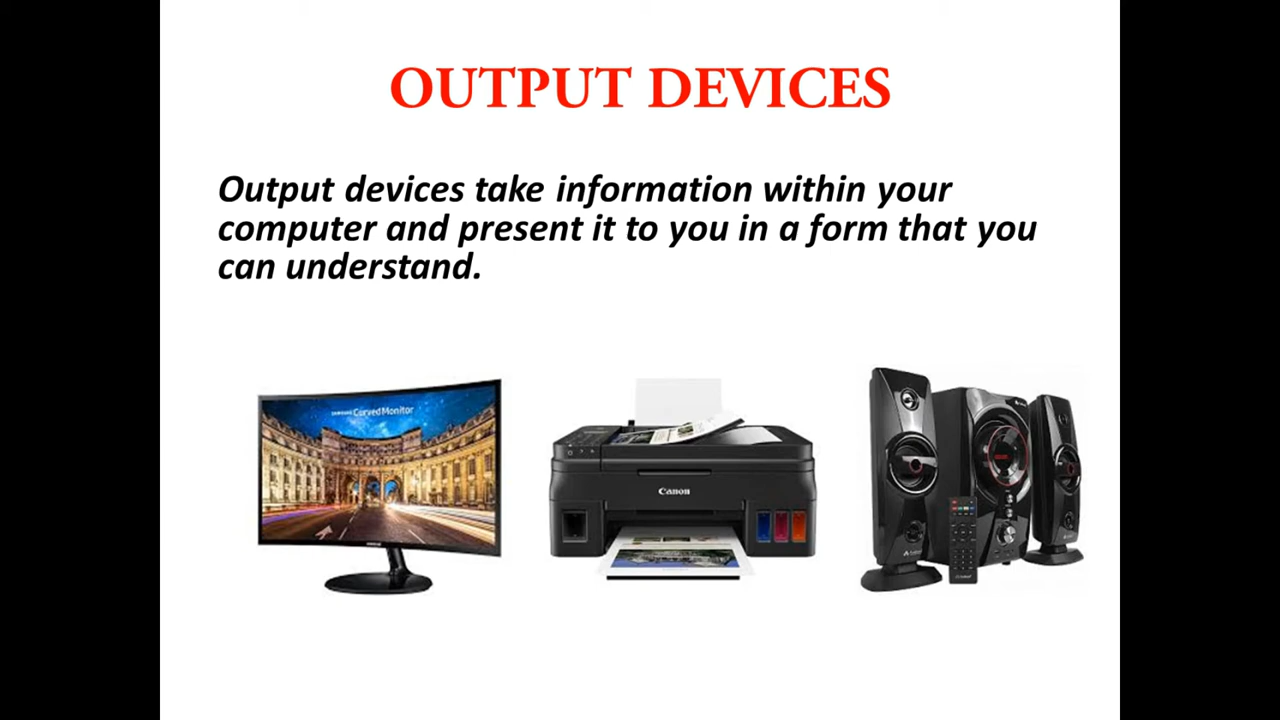 OUTPUT DEVICES
Output devices take information within your
computer and present it to you in a form that you
can understand.
SAMSUNG Curved Monitor
Canon